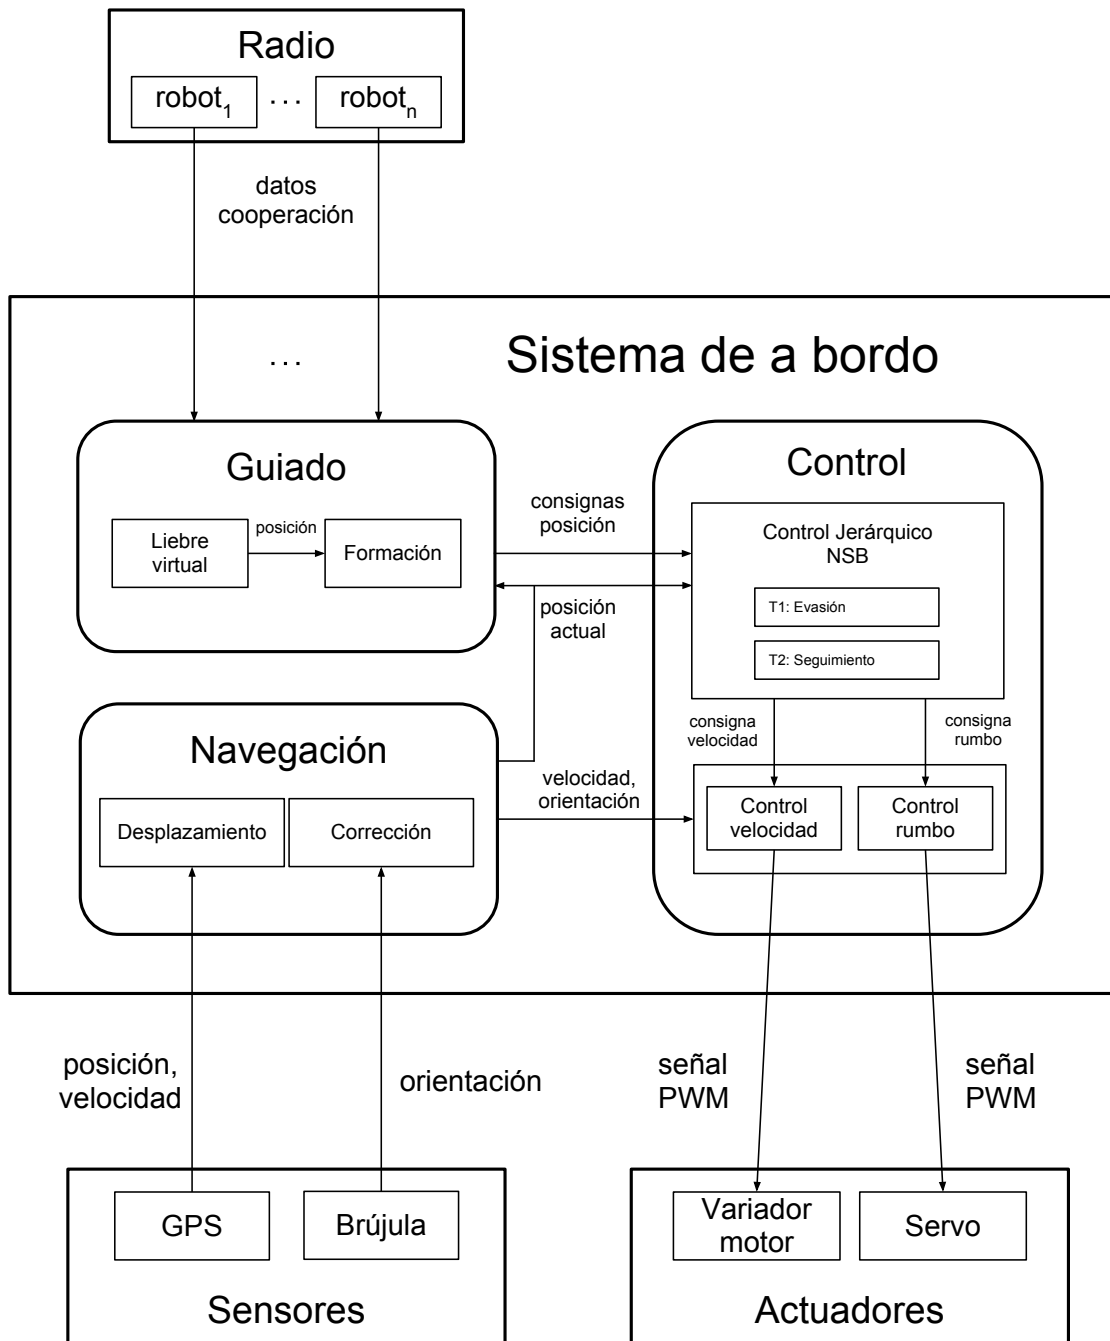 Radio
robot1 ... robotn
datos
cooperación
...
Sistema de a bordo
Guiado
Liebre
virtual
posición
Formación
consignas
posición
posición
actual
Control
Control Jerárquico
NSB
T1: Evasión
T2: Seguimiento
consigna
velocidad
consigna
rumbo
Navegación
Desplazamiento
Corrección
velocidad,
orientación
Control
velocidad
Control
rumbo
posición,
velocidad
orientación
señal
PWM
señal
PWM
GPS
Brújula
Sensores
Variador
motor
Servo
Actuadores